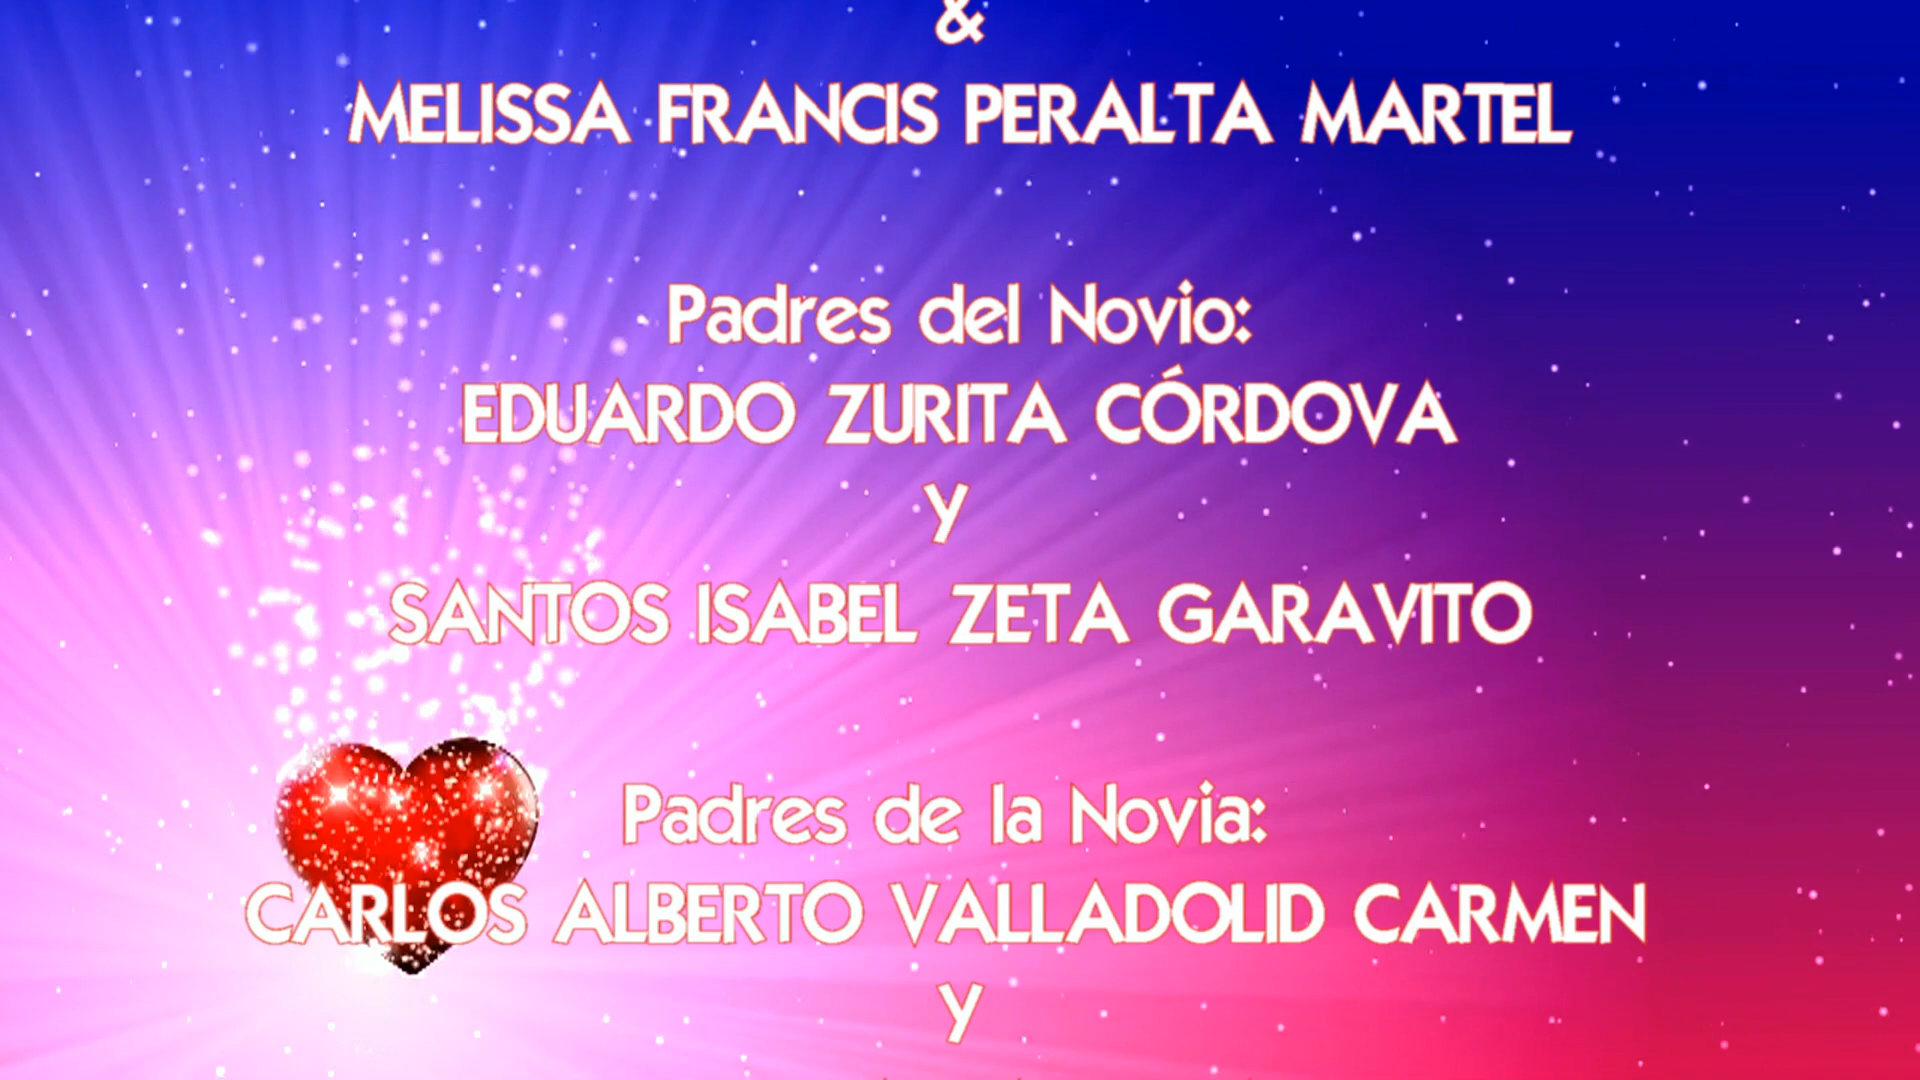 &
MELISSA FRANCIS PERALTA MARTEL
Padres del Novio:
EDUARDO ZURITA CÓRDOVA
y
SANTOS ISABEL ZETA GARAVITO
Padres de la Novia:
CARLOS ALBERTO VALLADOLID CARMEN
y